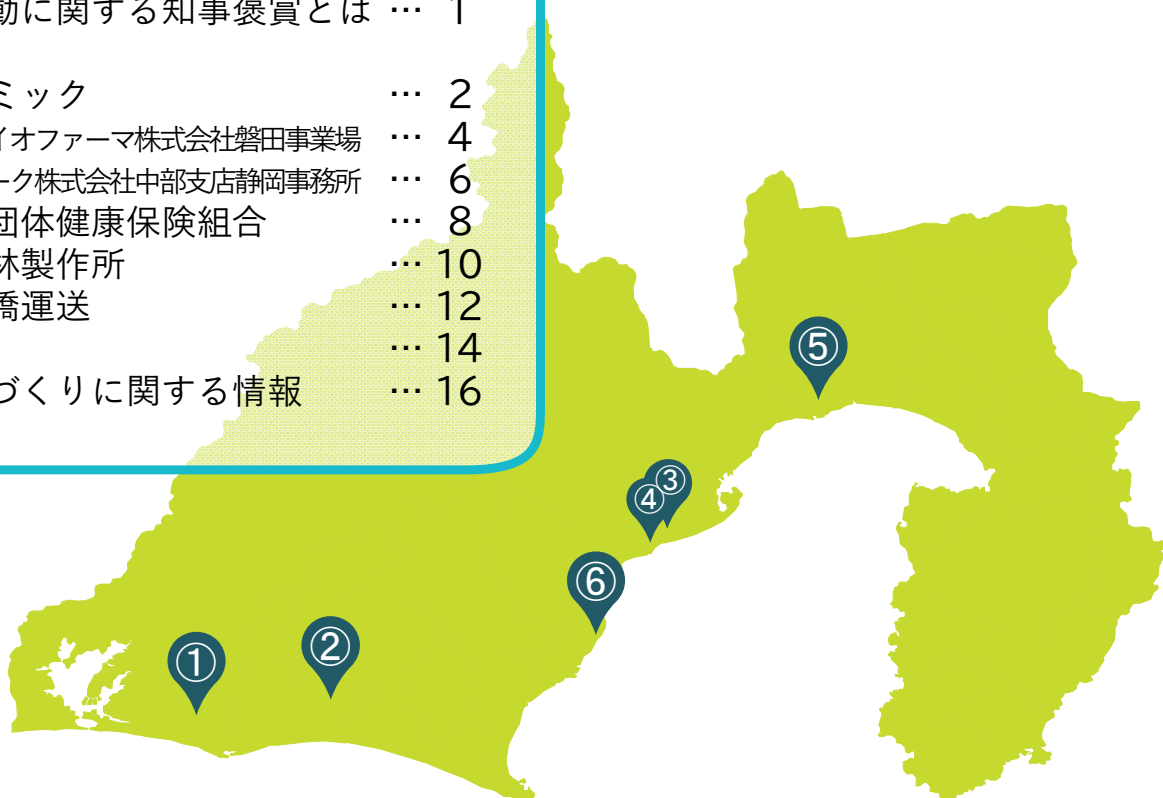 動に関する知事褒賞とは … 1
ミック … 2
イオファーマ株式会社磐田事業場 … 4
ーク株式会社中部支店静岡事務所 … 6
団体健康保険組合 … 8
林製作所 … 10
橋運送 … 12
… 14
づくりに関する情報 … 16
⑤
③
④
⑥
②
①